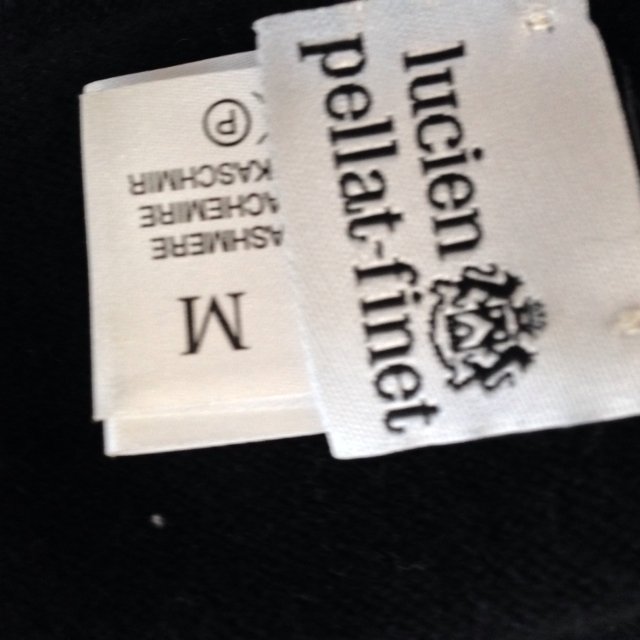 lucien
pellat-finet
M
ASHMERE
ACHEMIRE
KASCHMIR
P